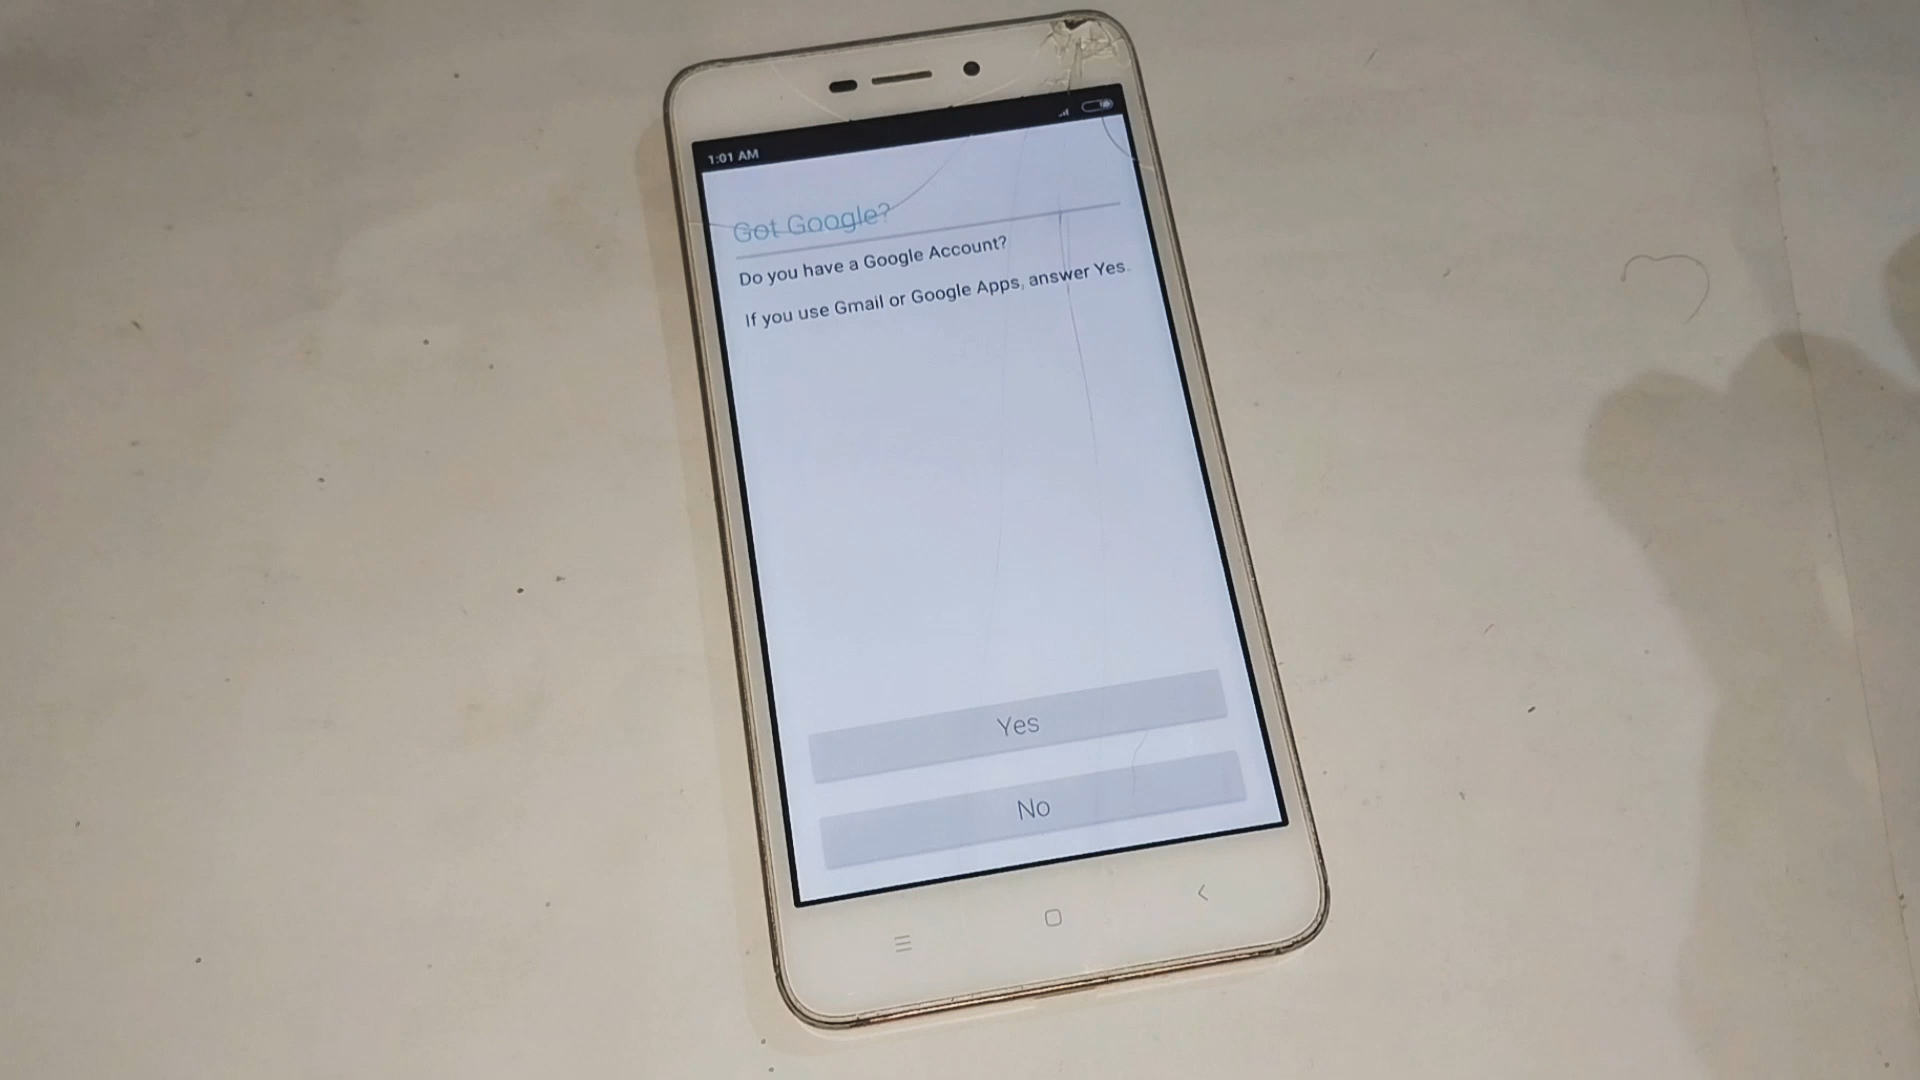 1:01 AM
Got Google?
Do you have a Google Account?
If you use Gmail or Google Apps, answer Yes.
Yes
No